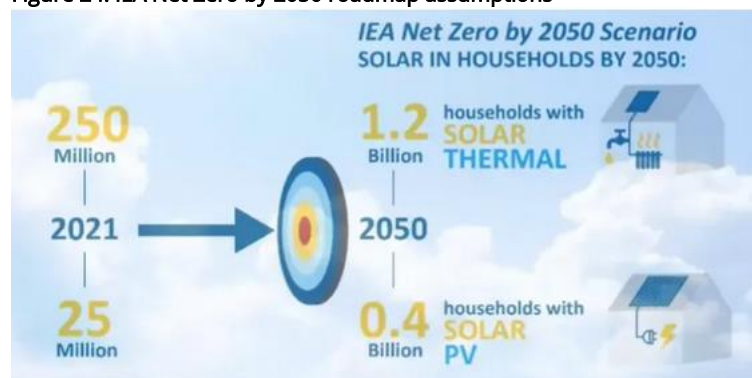 IEA Net Zero by 2050 Scenario
SOLAR IN HOUSEHOLDS BY 2050:
250
Million
2021
25
Million
1.2
Billion
households with
SOLAR
THERMAL
2050
0.4
Billion
households with
SOLAR
PV